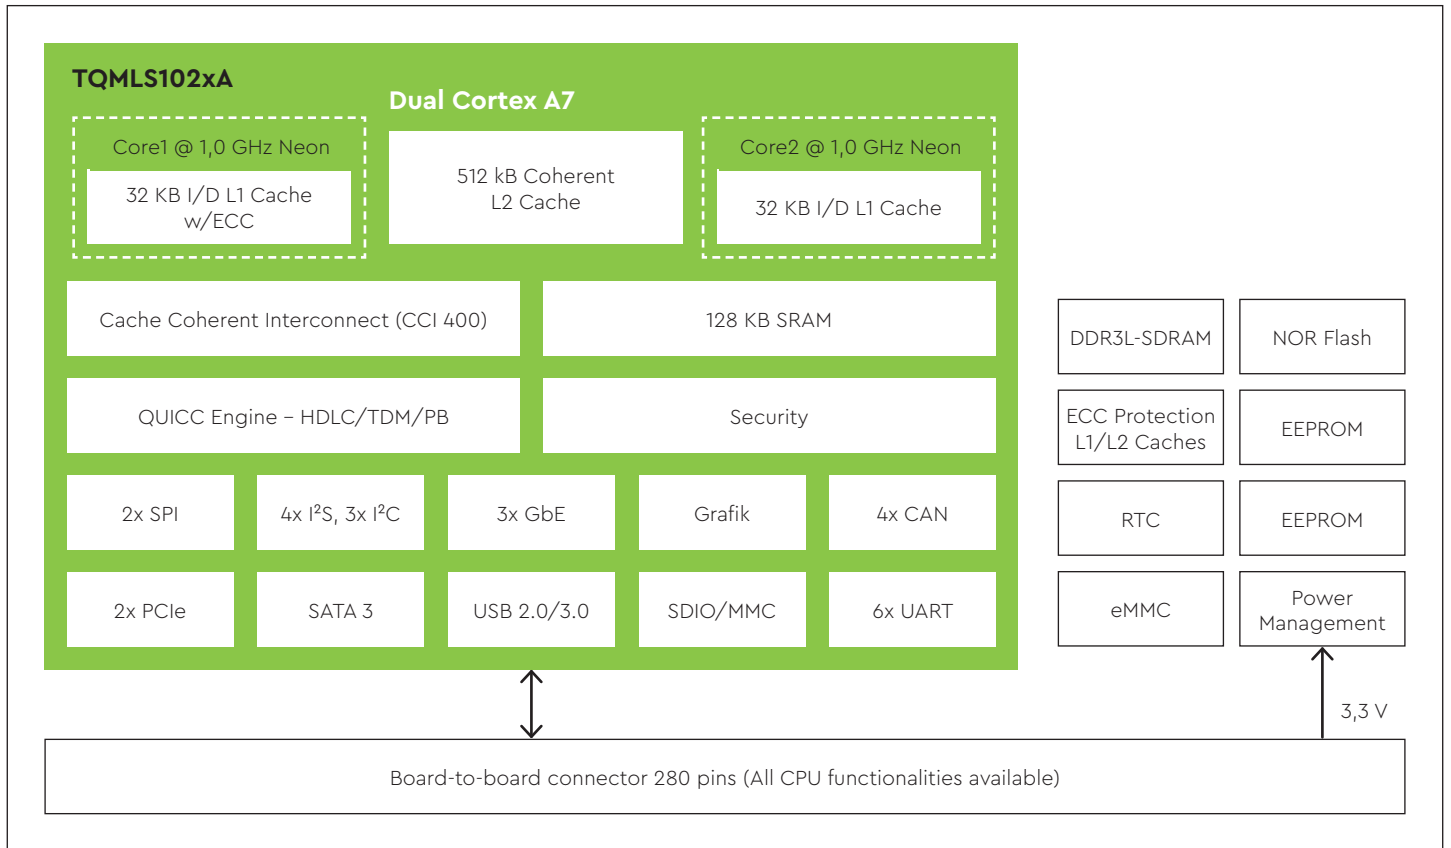 TQMLS102xA
Dual Cortex A7
Core1 @ 1,0 GHz Neon
32 KB I/D L1 Cache
w/ECC
512 kB Coherent
L2 Cache
Core2 @ 1,0 GHz Neon
32 KB I/D L1 Cache
Cache Coherent Interconnect (CCI 400)
128 KB SRAM
QUICC Engine – HDLC/TDM/PB
Security
2x SPI
4x I²S, 3x I²C
3x GbE
Grafik
4x CAN
2x PCIe
SATA 3
USB 2.0/3.0
SDIO/MMC
6x UART
DDR3L-SDRAM
NOR Flash
ECC Protection
L1/L2 Caches
EEPROM
RTC
EEPROM
eMMC
Power
Management
3,3 V
Board-to-board connector 280 pins (All CPU functionalities available)